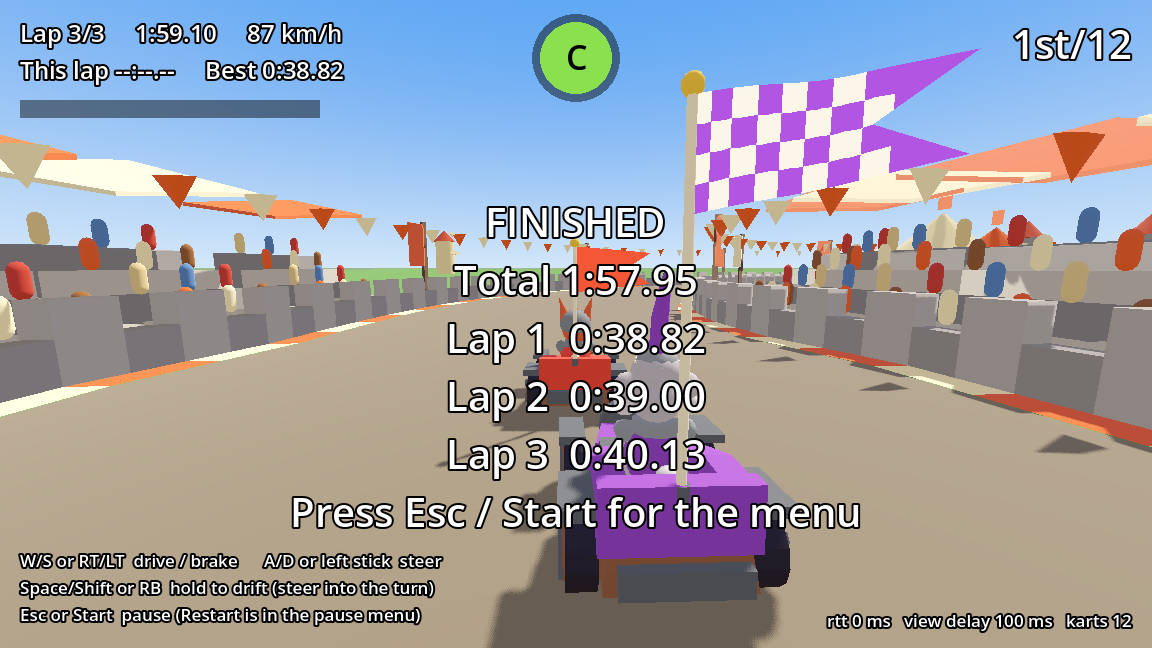 Lap 3/3 1:59.10 87 km/h
This lap --:--.-- Best 0:38.82
C
1st/12
FINISHED
Total 1:57.95
Lap 1 0:38.82
Lap 2 0:39.00
Lap 3 0:40.13
Press Esc / Start for the menu
W/S or RT/LT drive / brake A/D or left stick steer
Space/Shift or RB hold to drift (steer into the turn)
Esc or Start pause (Restart is in the pause menu)
rtt 0 ms view delay 100 ms karts 12